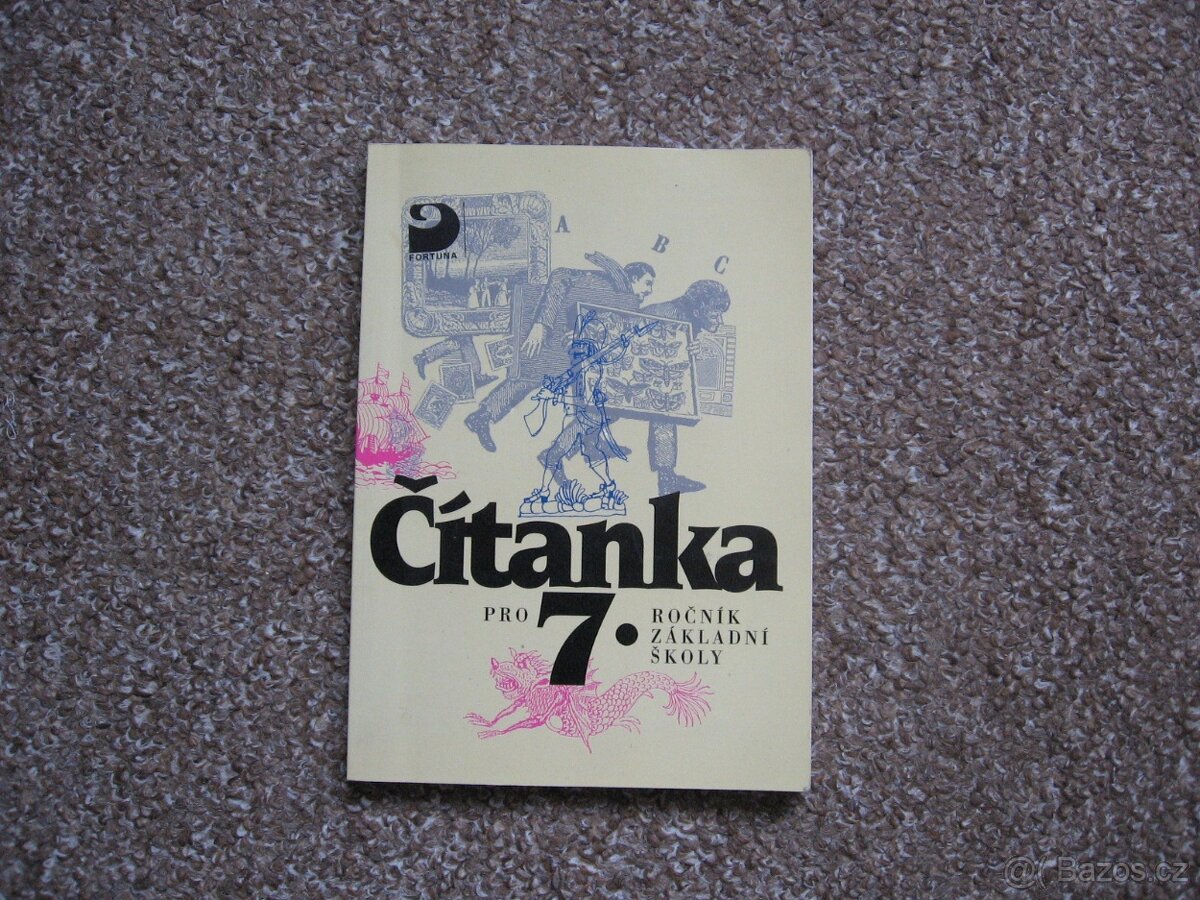 FORTUNA
A B C
Čítanka
PRO 7. ROČNÍK
ZÁKLADNÍ
ŠKOLY
@( Bazos.cz